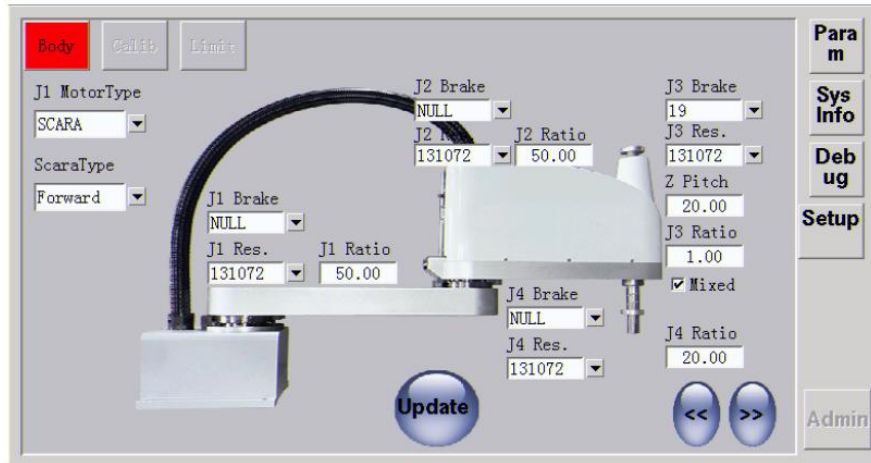 Body
Calib
Limit
J1 MotorType
SCARA
ScaraType
Forward
J1 Brake
NULL
J1 Res.
131072
J1 Ratio
50.00
J2 Brake
NULL
J2
131072
J2 Ratio
50.00
J3 Brake
19
J3 Res.
131072
Z Pitch
20.00
J3 Ratio
1.00
Mixed
J4 Brake
NULL
J4 Res.
131072
J4 Ratio
20.00
Update
<<
>>
Para
m
Sys
Info
Deb
ug
Setup
Admin